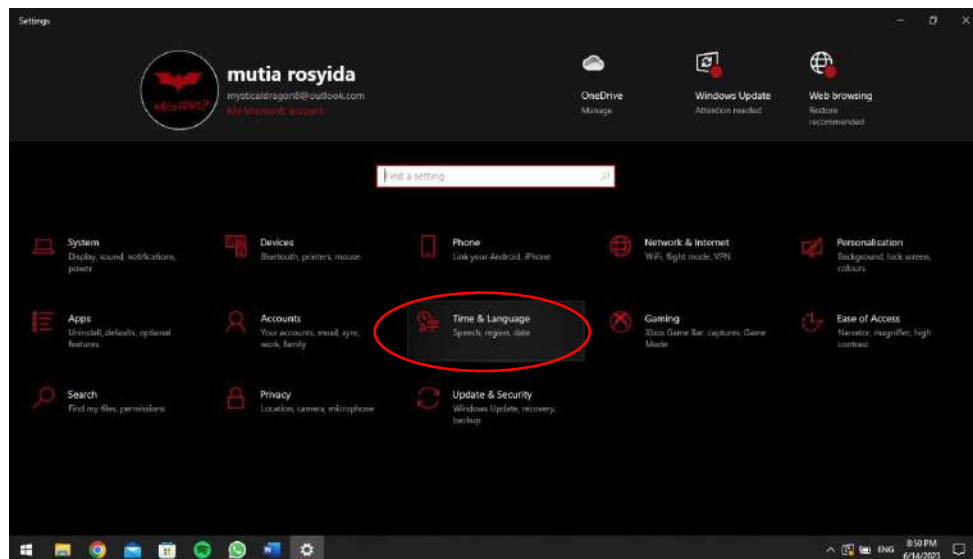 Settings
mutia rosyida
mysticaldragon8@outlook.com
My Microsoft account
OneDrive
Manage
Windows Update
Attention needed
Web browsing
Restore
recommended
Find a setting
System
Display, sound, notifications,
power
Devices
Bluetooth, printers, mouse
Phone
Link your Android, iPhone
Network & Internet
WiFi, flight mode, VPN
Personalisation
Background, lock screen,
colours
Apps
Uninstall, defaults, optional
features
Accounts
Your accounts, email, sync,
work, family
Time & Language
Speech, region, date
Gaming
Xbox Game Bar, captures, Game
Mode
Ease of Access
Narrator, magnifier, high
contrast
Search
Find my files, permissions
Privacy
Location, camera, microphone
Update & Security
Windows Update, recovery,
backup
ENG
8:50 PM
6/14/2021